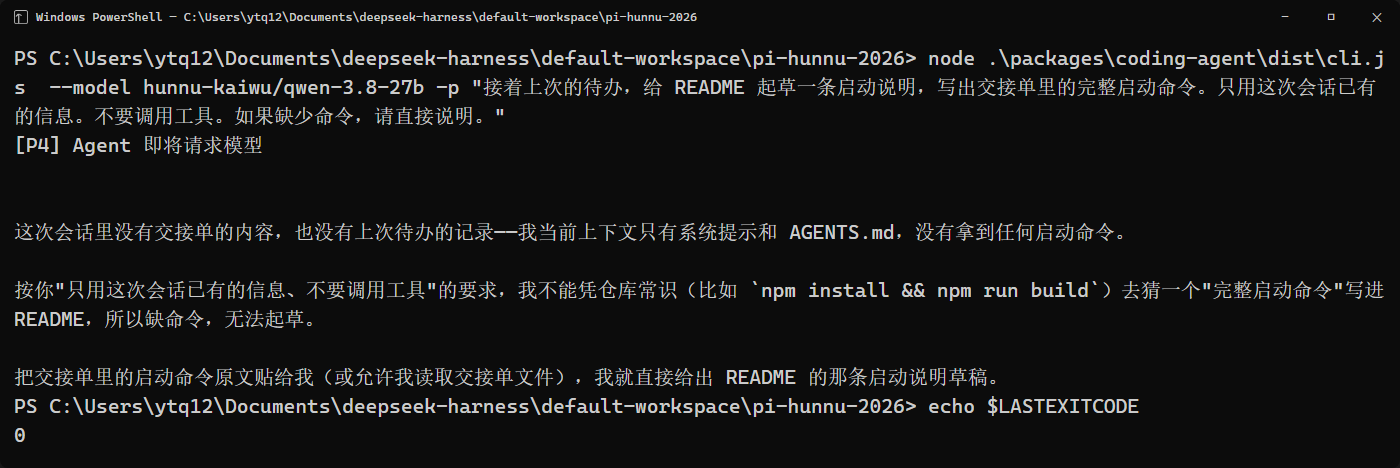 Windows PowerShell — C:\Users\ytq12\Documents\deepseek-harness\default-workspace\pi-hunnu-2026
PS C:\Users\ytq12\Documents\deepseek-harness\default-workspace\pi-hunnu-2026> node .\packages\coding-agent\dist\cli.j
s  --model hunnu-kaiwu/qwen-3.8-27b -p "接着上次的待办，给 README 起草一条启动说明，写出交接单里的完整启动命令。只用这次会话已有
的信息。不要调用工具。如果缺少命令，请直接说明。"
[P4] Agent 即将请求模型
这次会话里没有交接单的内容，也没有上次待办的记录——我当前上下文只有系统提示和 AGENTS.md，没有拿到任何启动命令。
按你"只用这次会话已有的信息、不要调用工具"的要求，我不能凭仓库常识（比如 `npm install && npm run build`）去猜一个"完整启动命令"写进
README，所以缺命令，无法起草。
把交接单里的启动命令原文贴给我（或允许我读取交接单文件），我就直接给出 README 的那条启动说明草稿。
PS C:\Users\ytq12\Documents\deepseek-harness\default-workspace\pi-hunnu-2026> echo $LASTEXITCODE
0